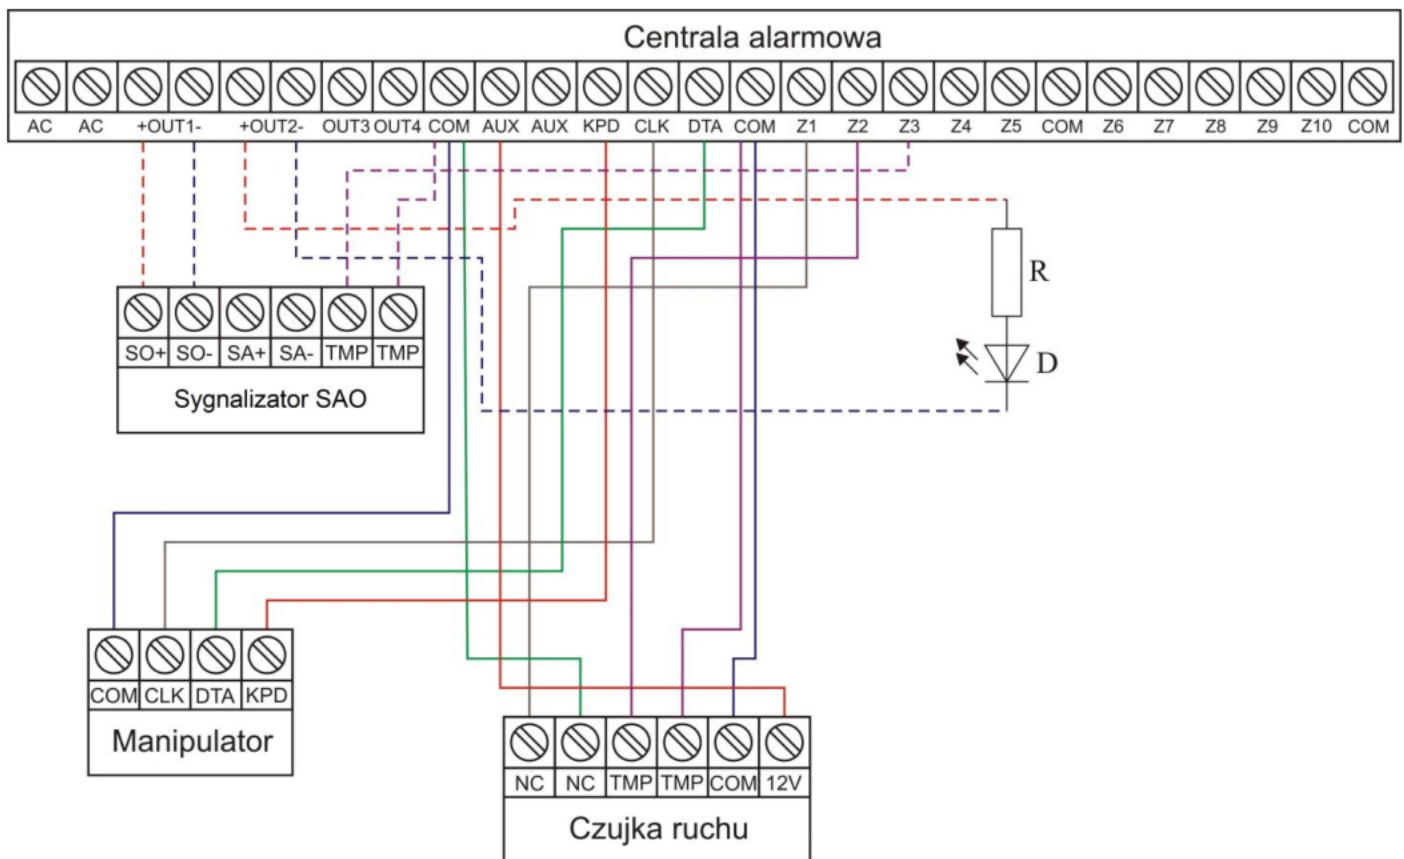 Centrala alarmowa
AC AC +OUT1- +OUT2- OUT3 OUT4 COM AUX AUX KPD CLK DTA COM Z1 Z2 Z3 Z4 Z5 COM Z6 Z7 Z8 Z9 Z10 COM
R
SO+ SO- SA+ SA- TMP TMP
D
Sygnalizator SAO
COM CLK DTA KPD
Manipulator
NC NC TMP TMP COM 12V
Czujka ruchu